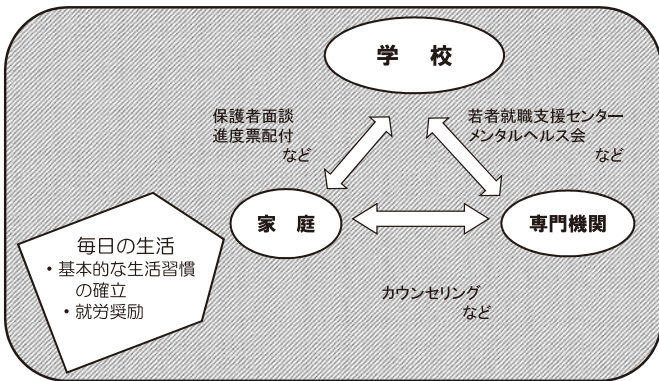 学　校
保護者面談
進度票配付
など
若者就職支援センター
メンタルヘルス会
など
家　庭
専門機関
毎日の生活
・基本的な生活習慣
の確立
・就労奨励
カウンセリング
など